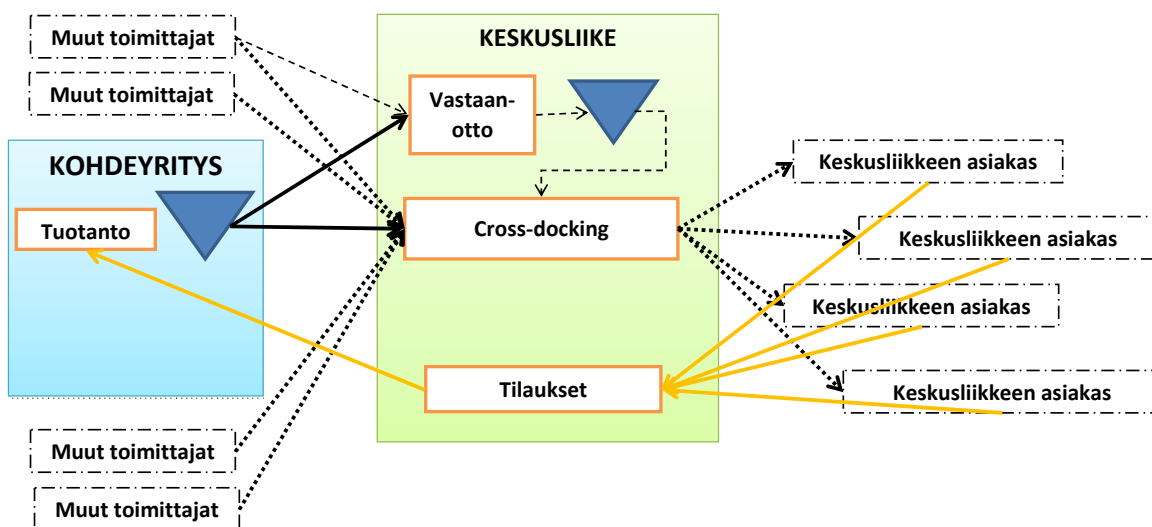 Muut toimittajat
Muut toimittajat
KESKUSLIIKE
Vastaan-
otto
KOHDEYRITYS
Tuotanto
Cross-docking
Tilaukset
Keskusliikkeen asiakas
Keskusliikkeen asiakas
Keskusliikkeen asiakas
Keskusliikkeen asiakas
Muut toimittajat
Muut toimittajat